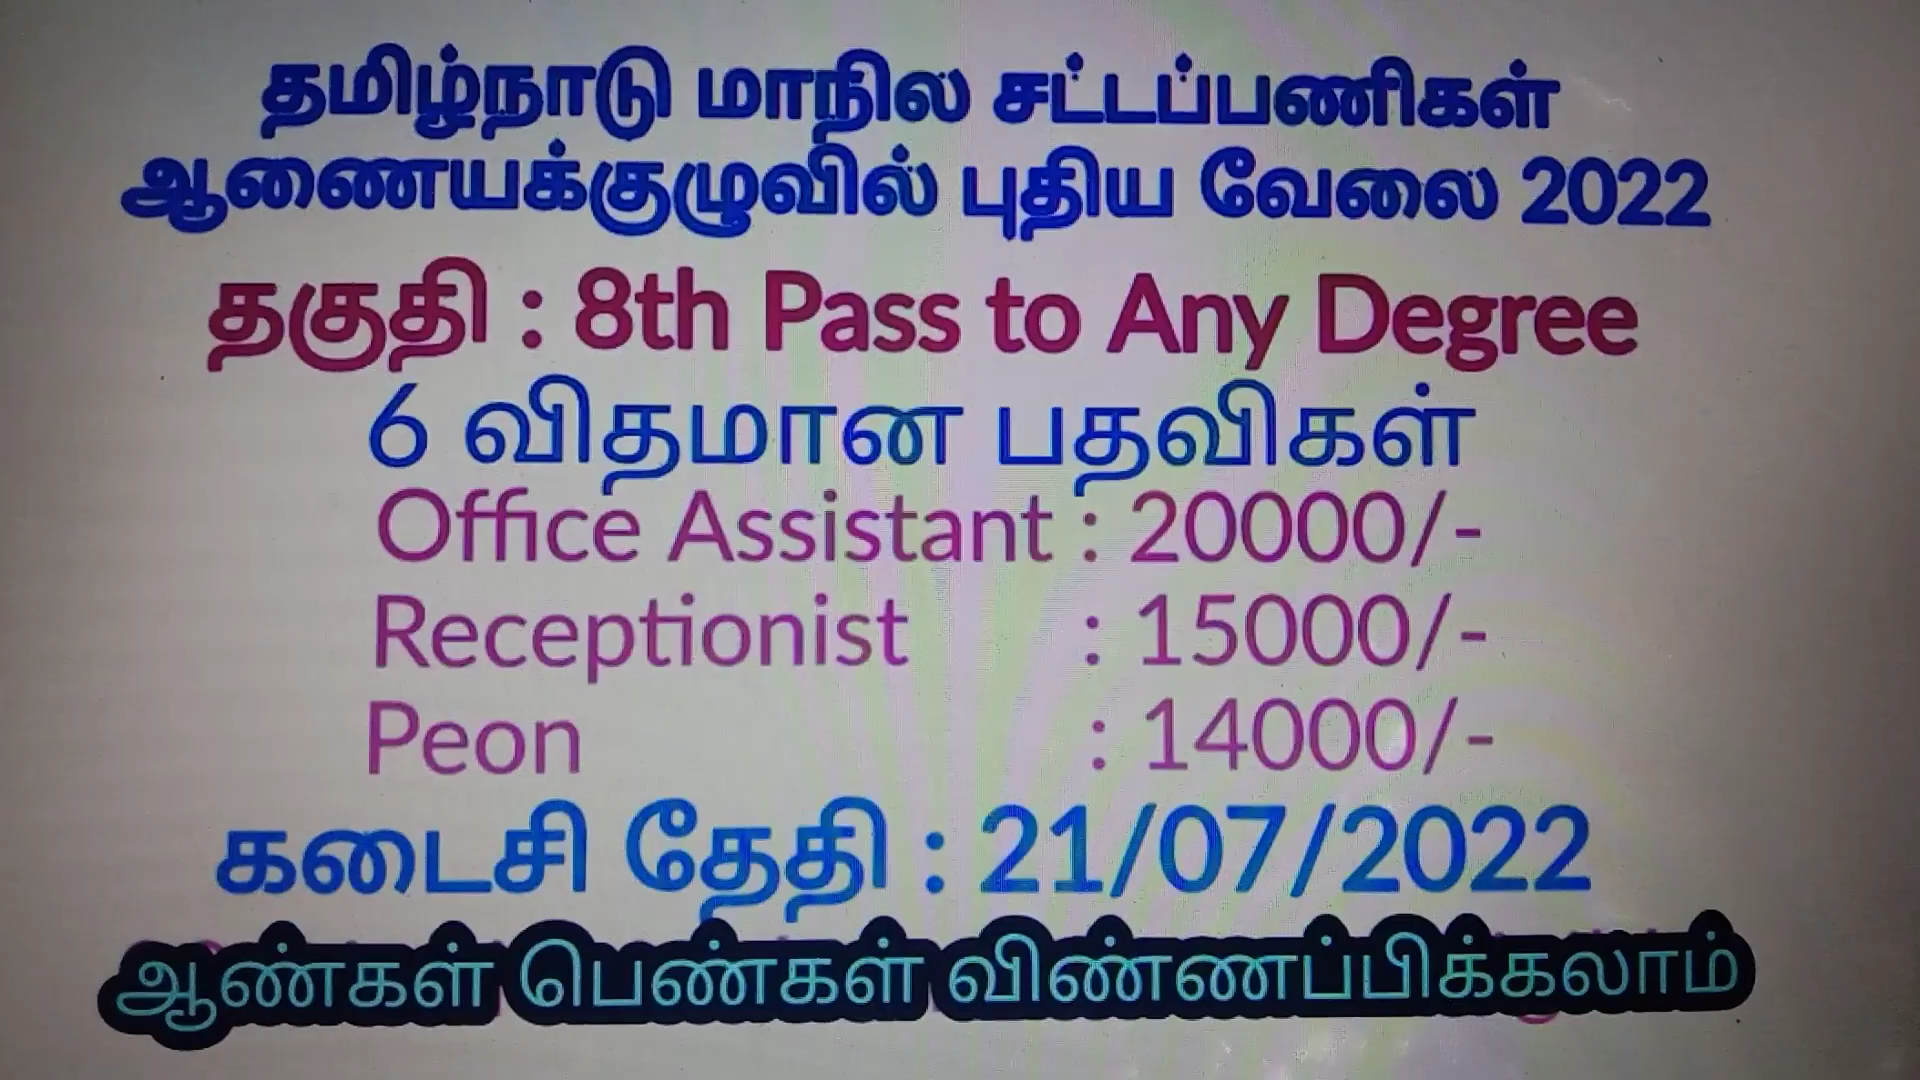 தமிழ்நாடு மாநில சட்டப்பணிகள்
ஆணையக்குழுவில் புதிய வேலை 2022
தகுதி : 8th Pass to Any Degree
6 விதமான பதவிகள்
Office Assistant : 20000/-
Receptionist : 15000/-
Peon : 14000/-
கடைசி தேதி : 21/07/2022
ஆண்கள் பெண்கள் விண்ணப்பிக்கலாம்